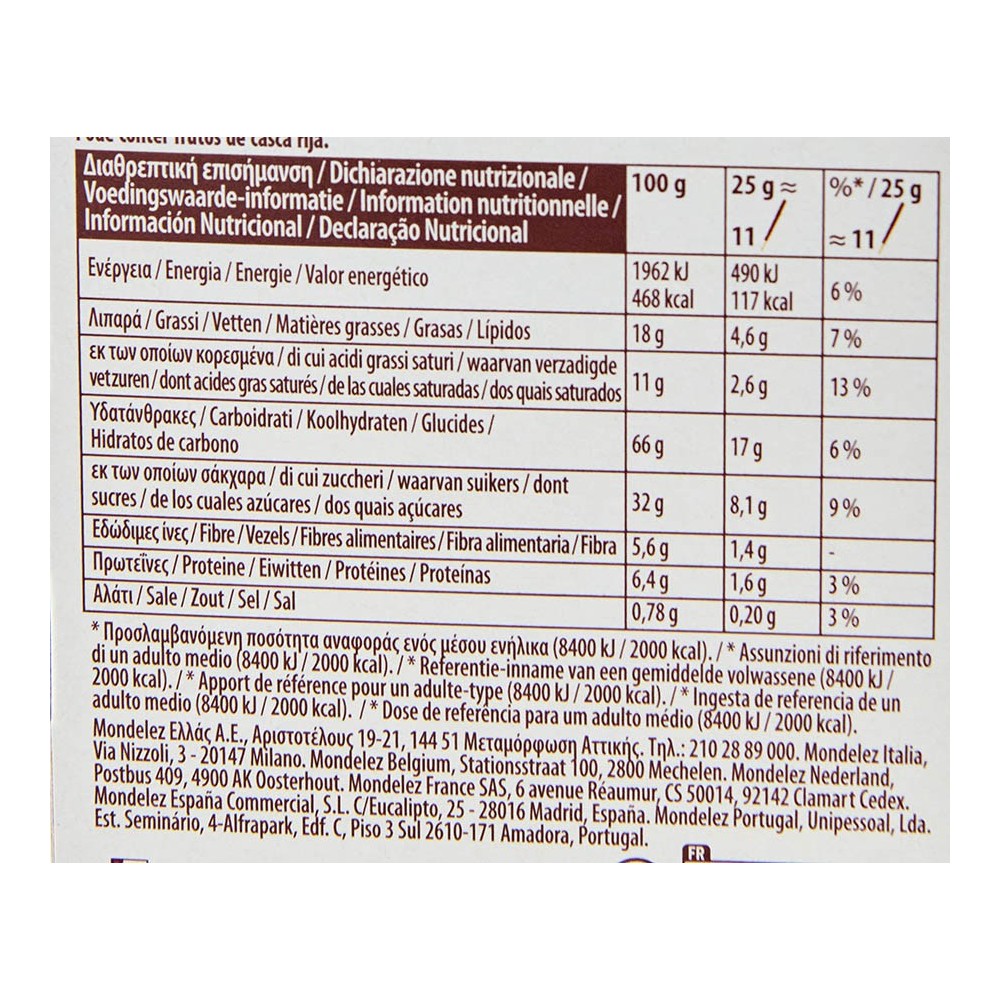 Pode conter frutos de casca rija.
Διαθρεπτική επισήμανση / Dichiarazione nutrizionale /
Voedingswaarde-informatie / Information nutritionnelle /
Información Nutricional / Declaração Nutricional
100 g
25 g ≈
11
%* / 25 g
≈ 11
Ενέργεια / Energia / Energie / Valor energético
1962 kJ
468 kcal
490 kJ
117 kcal
6 %
Λιπαρά / Grassi / Vetten / Matières grasses / Grasas / Lípidos
18 g
4,6 g
7 %
εκ των οποίων κορεσμένα / di cui acidi grassi saturi / waarvan verzadigde
vetzuren / dont acides gras saturés / de las cuales saturadas / dos quais saturados
11 g
2,6 g
13 %
Υδατάνθρακες / Carboidrati / Koolhydraten / Glucides /
Hidratos de carbono
66 g
17 g
6 %
εκ των οποίων σάκχαρα / di cui zuccheri / waarvan suikers / dont
sucres / de los cuales azúcares / dos quais açúcares
32 g
8,1 g
9 %
Εδώδιμες ίνες / Fibre / Vezels / Fibres alimentaires / Fibra alimentaria / Fibra
5,6 g
1,4 g
-
Πρωτεΐνες / Proteine / Eiwitten / Protéines / Proteínas
6,4 g
1,6 g
3 %
Αλάτι / Sale / Zout / Sel / Sal
0,78 g
0,20 g
3 %
* Προσλαμβανόμενη ποσότητα αναφοράς ενός μέσου ενήλικα (8400 kJ / 2000 kcal). / * Assunzioni di riferimento
di un adulto medio (8400 kJ / 2000 kcal). / * Referentie-inname van een gemiddelde volwassene (8400 kJ /
2000 kcal). / * Apport de référence pour un adulte-type (8400 kJ / 2000 kcal). / * Ingesta de referencia de un
adulto medio (8400 kJ / 2000 kcal). / * Dose de referência para um adulto médio (8400 kJ / 2000 kcal).
Mondelez Ελλάς Α.Ε., Αριστοτέλους 19-21, 144 51 Μεταμόρφωση Αττικής. Τηλ.: 210 28 89 000. Mondelez Italia,
Via Nizzoli, 3 - 20147 Milano. Mondelez Belgium, Stationsstraat 100, 2800 Mechelen. Mondelez Nederland,
Postbus 409, 4900 AK Oosterhout. Mondelez France SAS, 6 avenue Réaumur, CS 50014, 92142 Clamart Cedex.
Mondelez España Commercial, S.L. C/Eucalipto, 25 - 28016 Madrid, España. Mondelez Portugal, Unipessoal, Lda.
Est. Seminário, 4-Alfrapark, Edf. C, Piso 3 Sul 2610-171 Amadora, Portugal.
FR